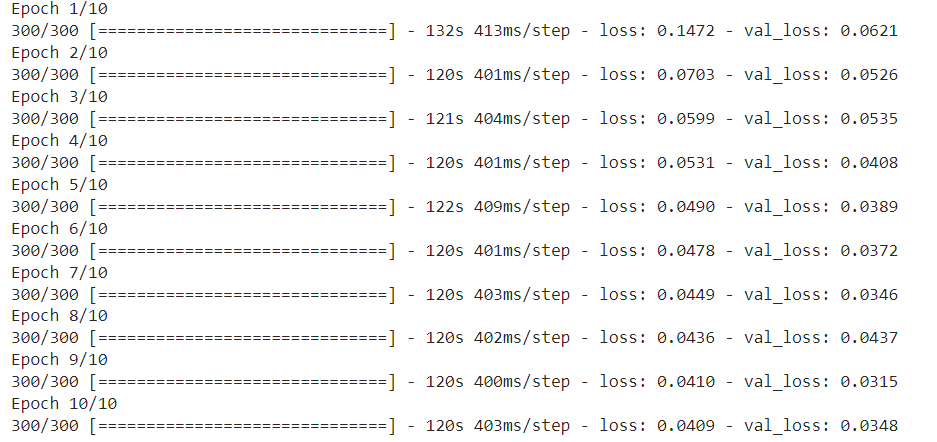 Epoch 1/10
300/300 [==============================] - 132s 413ms/step - loss: 0.1472 - val_loss: 0.0621
Epoch 2/10
300/300 [==============================] - 120s 401ms/step - loss: 0.0703 - val_loss: 0.0526
Epoch 3/10
300/300 [==============================] - 121s 404ms/step - loss: 0.0599 - val_loss: 0.0535
Epoch 4/10
300/300 [==============================] - 120s 401ms/step - loss: 0.0531 - val_loss: 0.0408
Epoch 5/10
300/300 [==============================] - 122s 409ms/step - loss: 0.0490 - val_loss: 0.0389
Epoch 6/10
300/300 [==============================] - 120s 401ms/step - loss: 0.0478 - val_loss: 0.0372
Epoch 7/10
300/300 [==============================] - 120s 403ms/step - loss: 0.0449 - val_loss: 0.0346
Epoch 8/10
300/300 [==============================] - 120s 402ms/step - loss: 0.0436 - val_loss: 0.0437
Epoch 9/10
300/300 [==============================] - 120s 400ms/step - loss: 0.0410 - val_loss: 0.0315
Epoch 10/10
300/300 [==============================] - 120s 403ms/step - loss: 0.0409 - val_loss: 0.0348